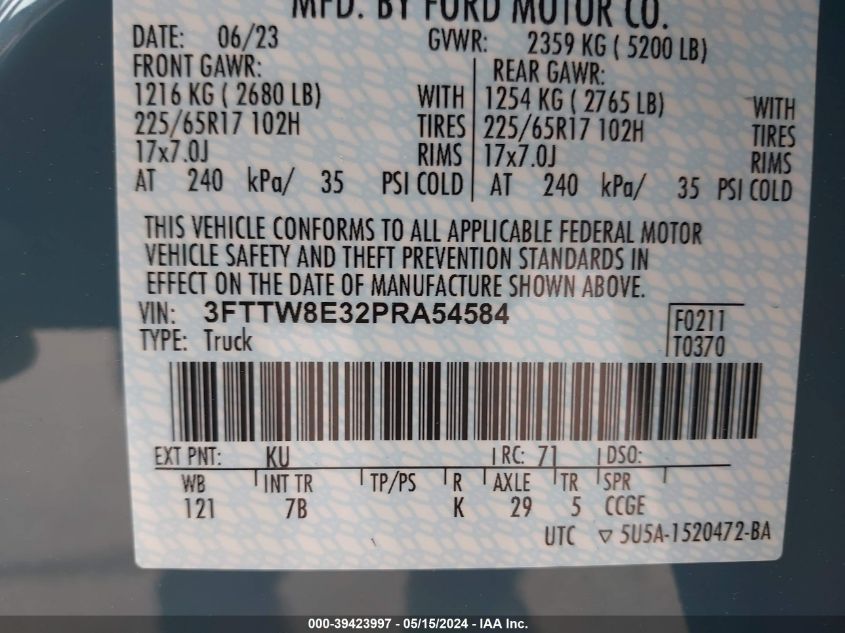 MFD. BY FORD MOTOR CO.
DATE: 06/23 GVWR: 2359 KG ( 5200 LB)
FRONT GAWR: REAR GAWR:
1216 KG ( 2680 LB) WITH 1254 KG ( 2765 LB) WITH
225/65R17 102H TIRES 225/65R17 102H TIRES
17x7.0J RIMS 17x7.0J RIMS
AT 240 kPa/ 35 PSI COLD AT 240 kPa/ 35 PSI COLD
THIS VEHICLE CONFORMS TO ALL APPLICABLE FEDERAL MOTOR
VEHICLE SAFETY AND THEFT PREVENTION STANDARDS IN
EFFECT ON THE DATE OF MANUFACTURE SHOWN ABOVE.
VIN: 3FTTW8E32PRA54584 F0211
TYPE: Truck T0370
EXT PNT: KU RC: 71 DSO:
WB INT TR TP/PS R AXLE TR SPR
121 7B K 29 5 CCGE
UTC ▽ 5U5A-1520472-BA
000-39423997 - 05/15/2024 - IAA Inc.